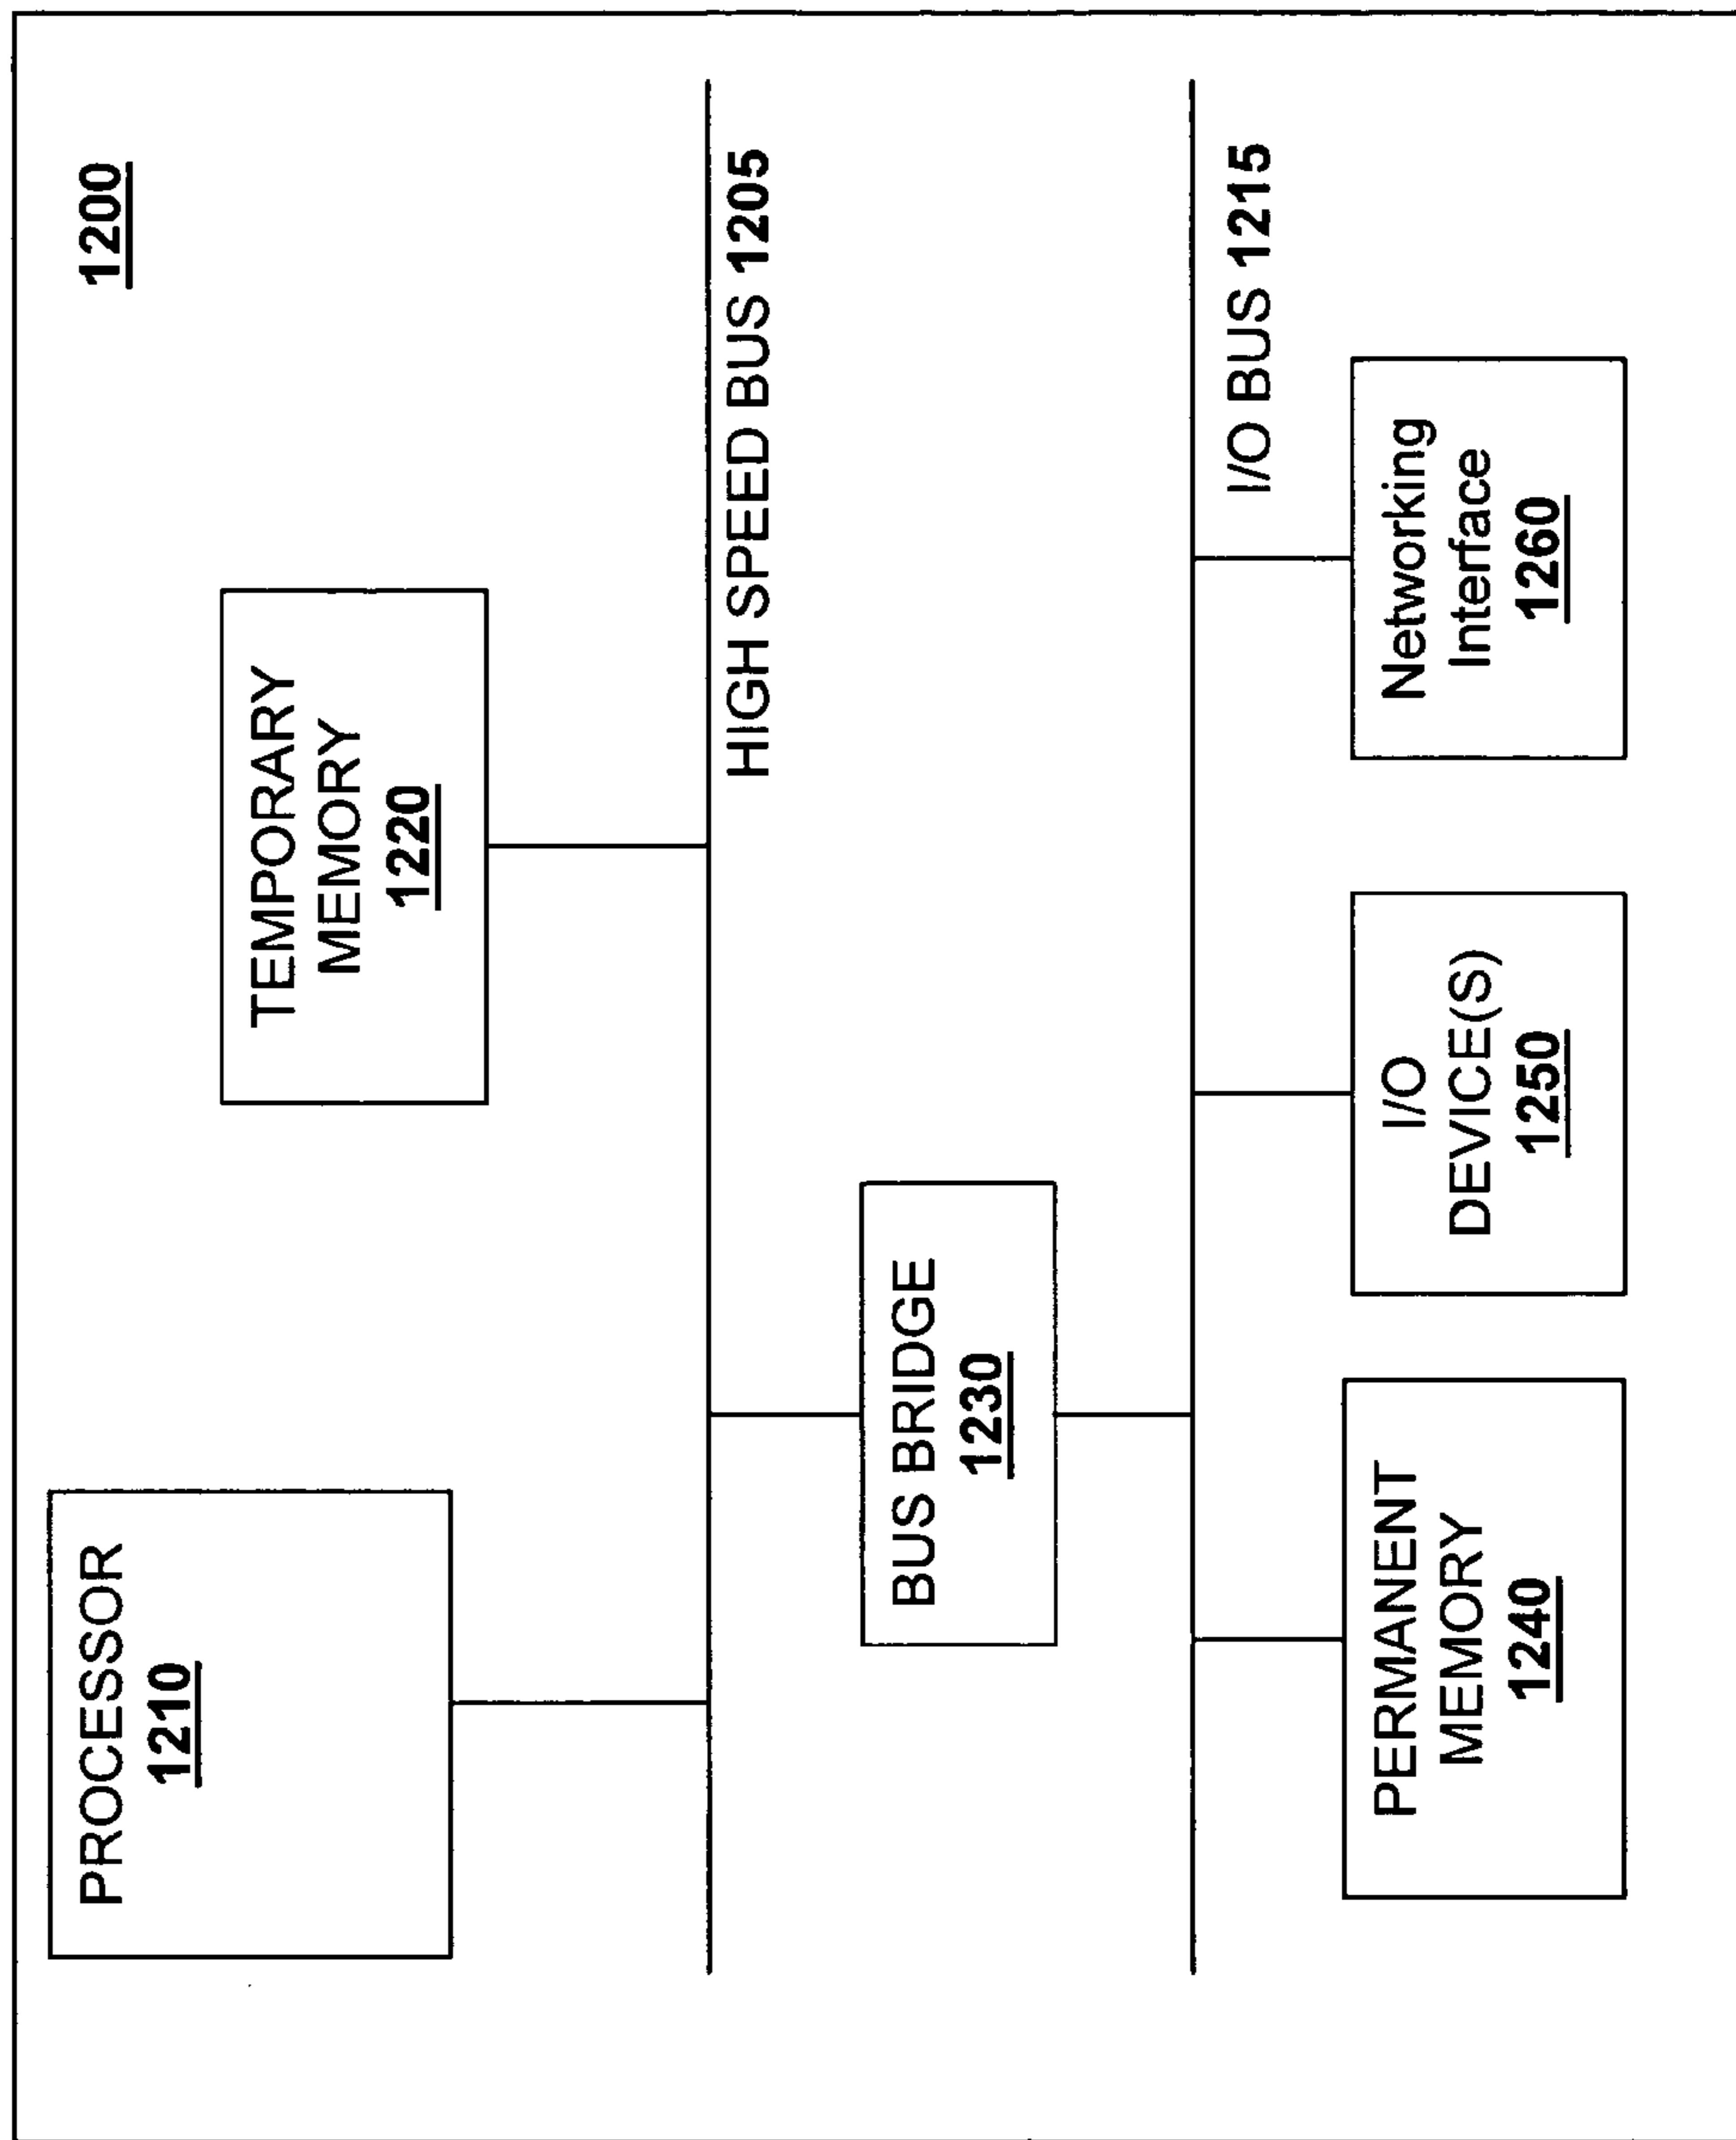 1200
PROCESSOR
1210
TEMPORARY
MEMORY
1220
HIGH SPEED BUS 1205
BUS BRIDGE
1230
I/O BUS 1215
PERMANENT
MEMORY
1240
I/O
DEVICE(S)
1250
Networking
Interface
1260